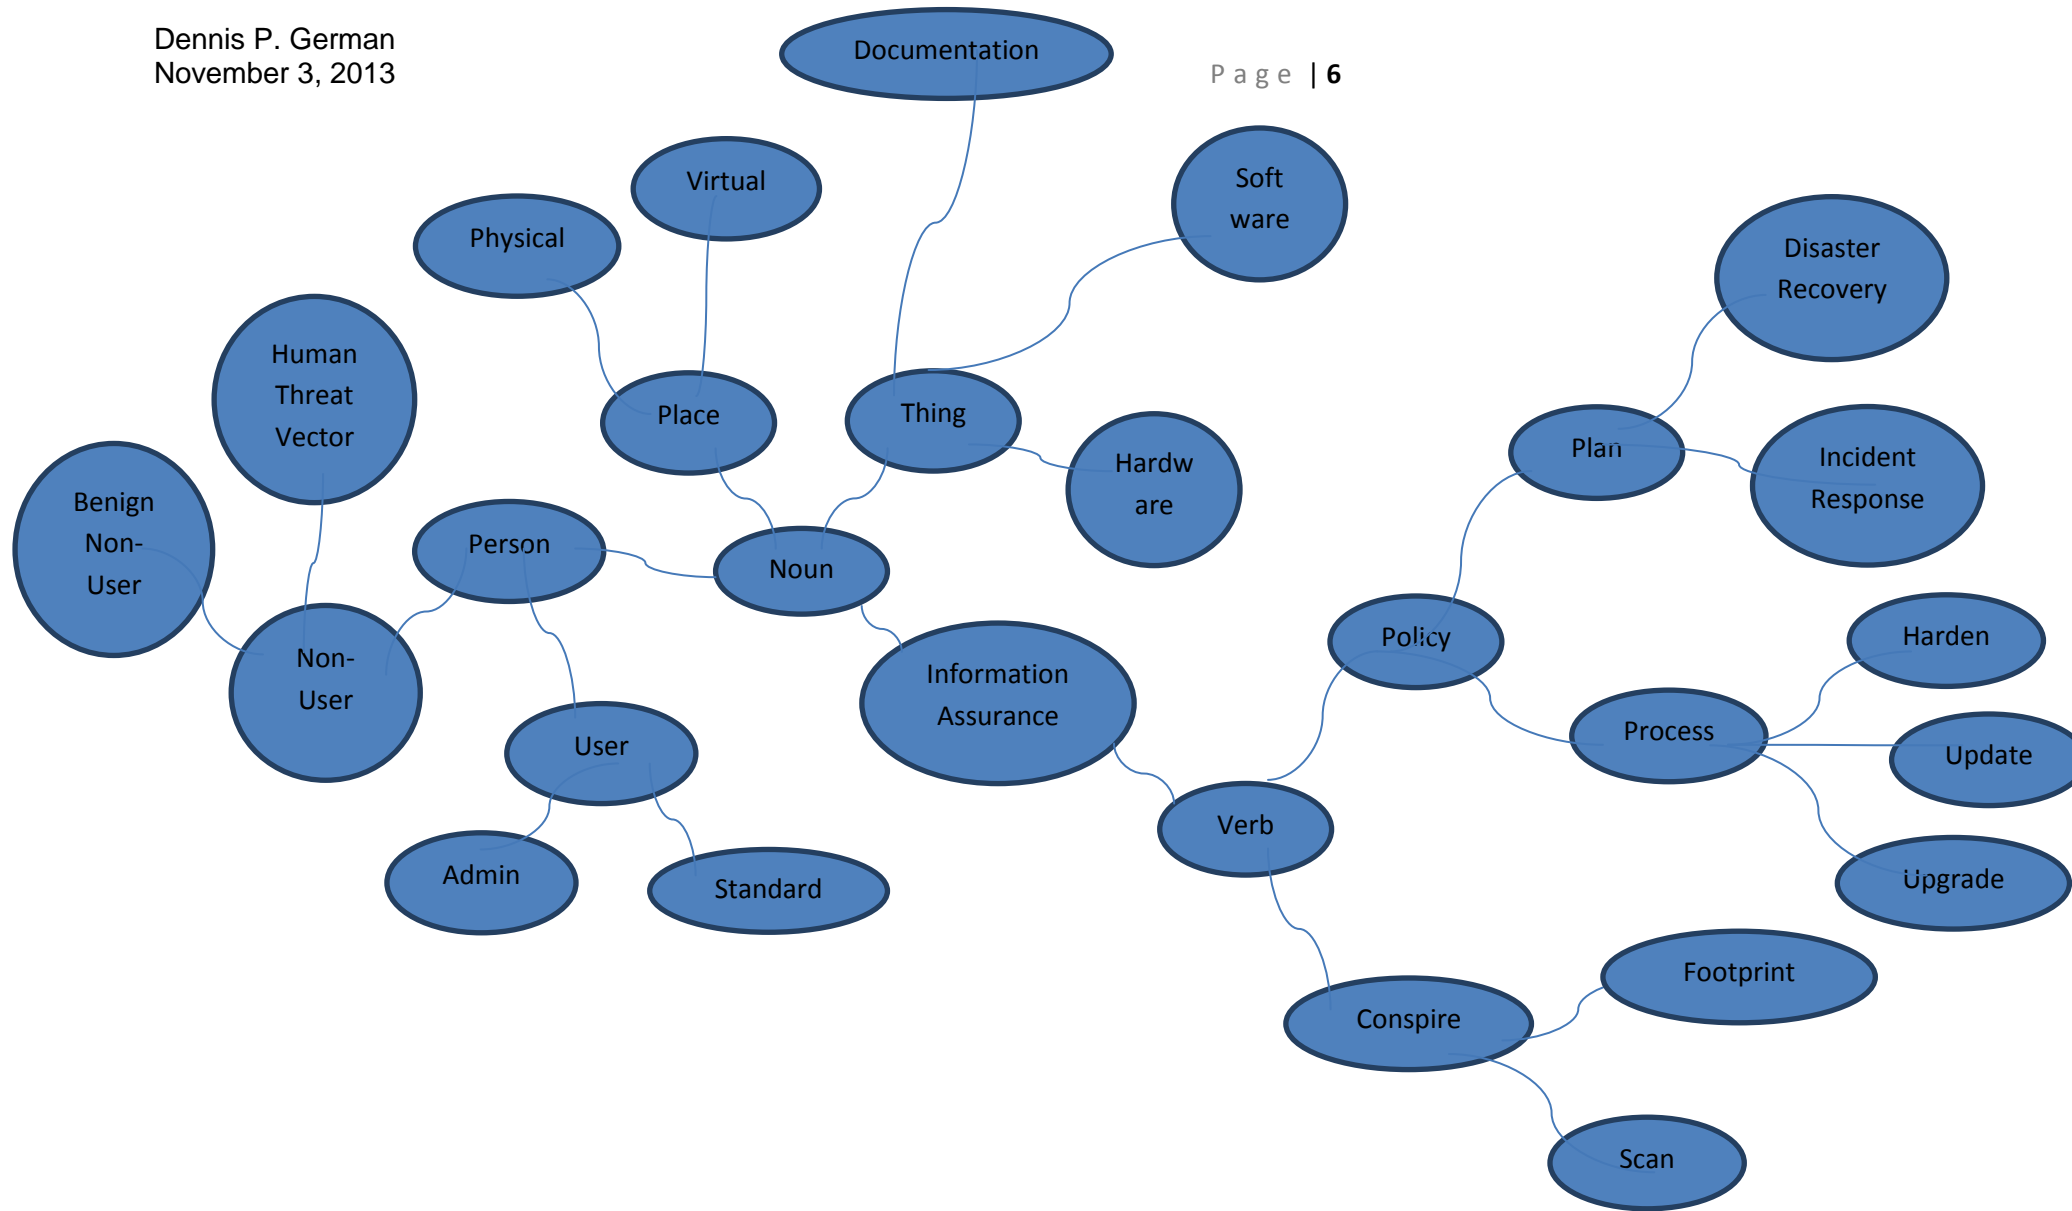 Dennis P. German
November 3, 2013
Page | 6
Documentation
Virtual
Physical
Soft
ware
Disaster
Recovery
Human
Threat
Vector
Place
Thing
Hardw
are
Plan
Incident
Response
Benign
Non-
User
Person
Noun
Policy
Harden
Non-
User
Information
Assurance
Process
Update
User
Verb
Admin
Standard
Upgrade
Footprint
Conspire
Scan